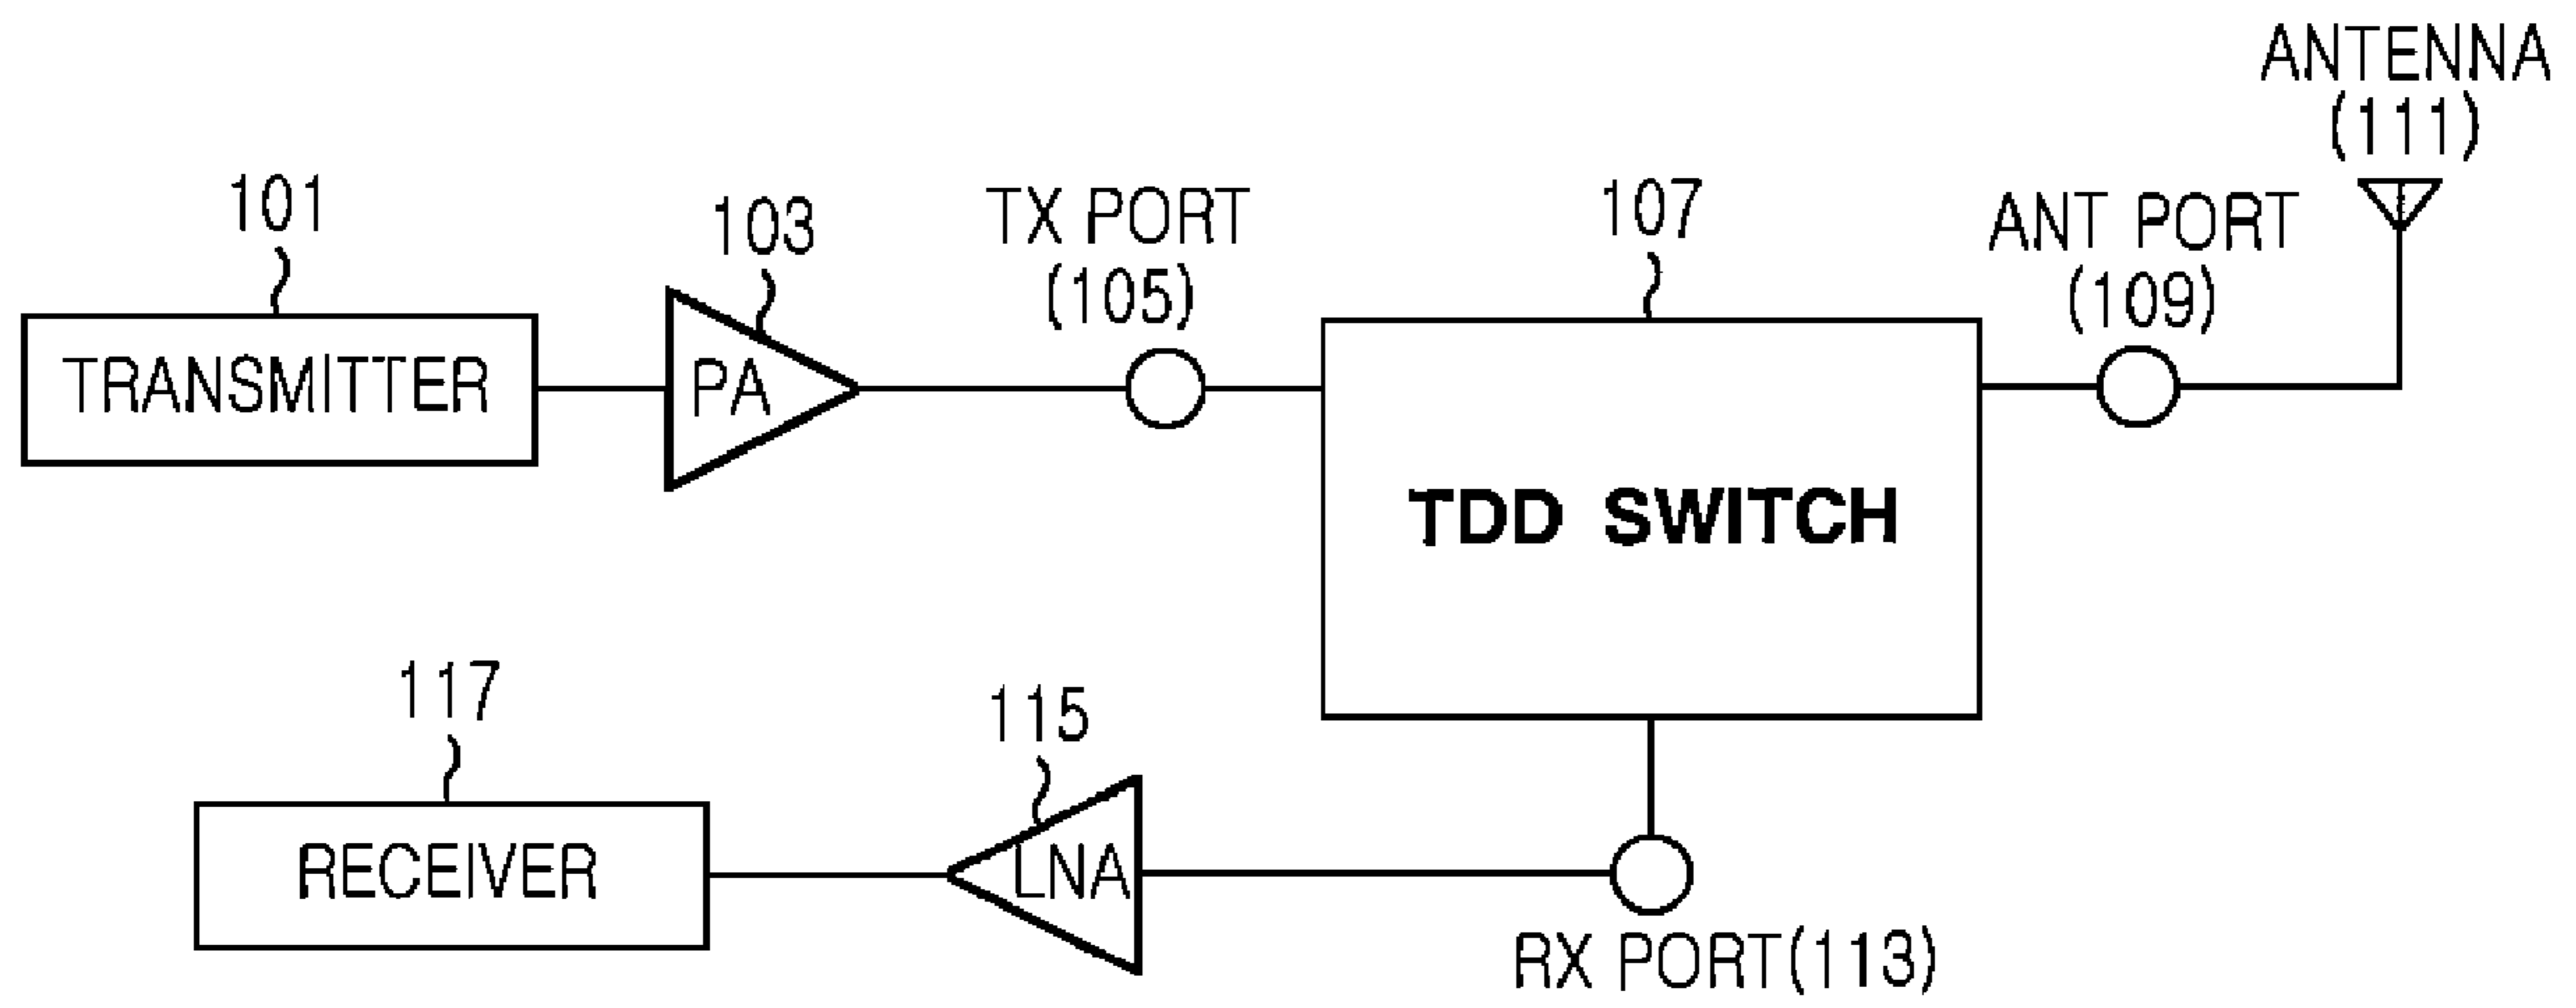 ANTENNA
(111)
101
103
TX PORT
(105)
107
ANT PORT
(109)
TRANSMITTER
PA
TDD SWITCH
117
115
RECEIVER
LNA
RX PORT(113)